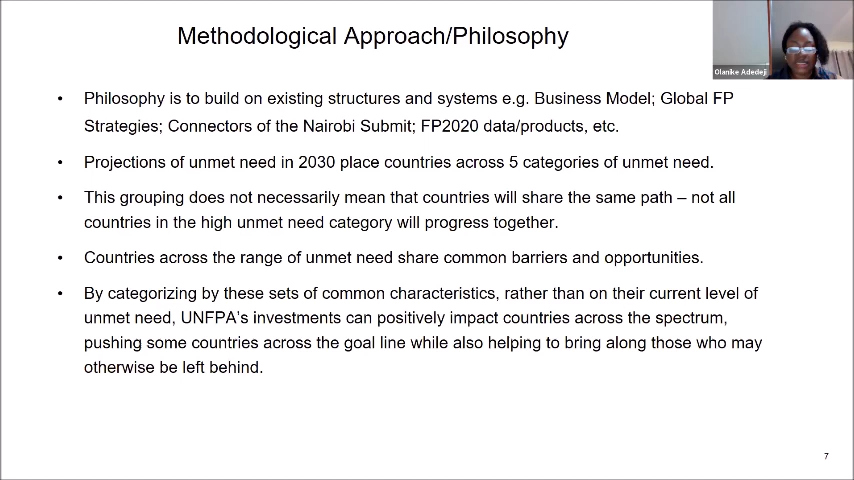 Methodological Approach/Philosophy
Olanike Adedeji
• Philosophy is to build on existing structures and systems e.g. Business Model; Global FP
Strategies; Connectors of the Nairobi Submit; FP2020 data/products, etc.
• Projections of unmet need in 2030 place countries across 5 categories of unmet need.
• This grouping does not necessarily mean that countries will share the same path – not all
countries in the high unmet need category will progress together.
• Countries across the range of unmet need share common barriers and opportunities.
• By categorizing by these sets of common characteristics, rather than on their current level of
unmet need, UNFPA's investments can positively impact countries across the spectrum,
pushing some countries across the goal line while also helping to bring along those who may
otherwise be left behind.
7